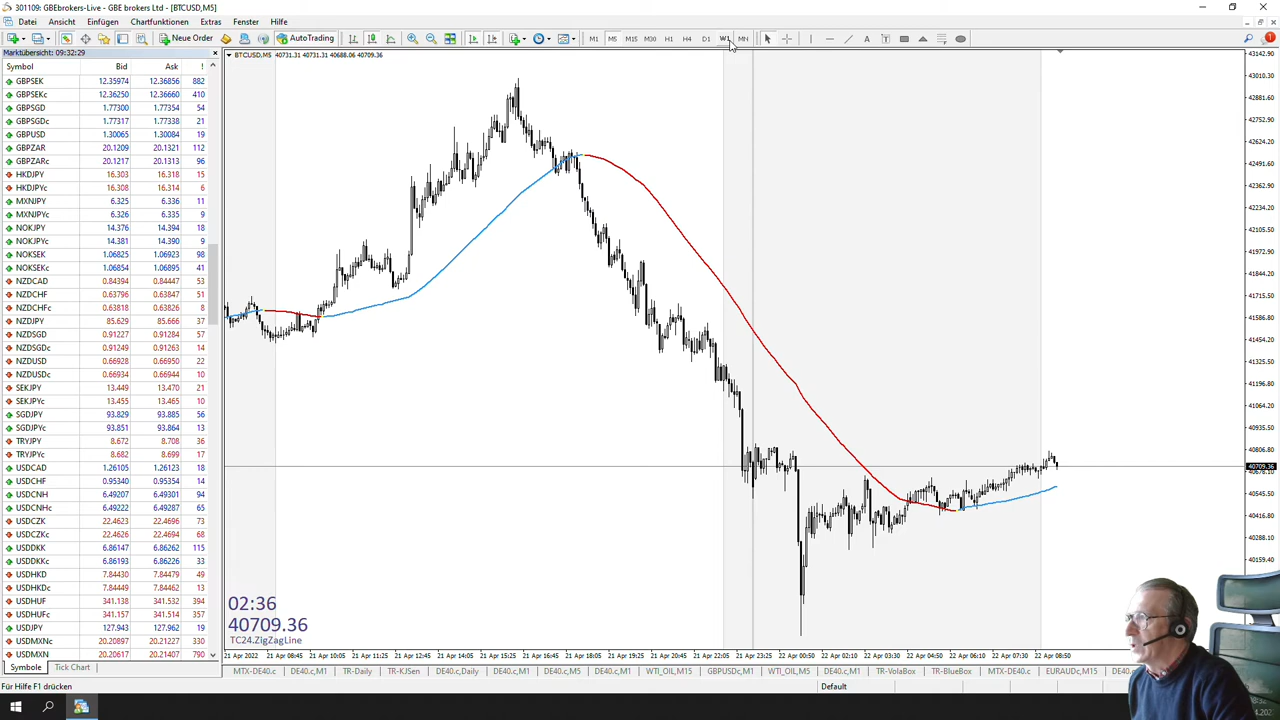 301109: GBEbrokers-Live - GBE brokers Ltd - [BTCUSD,M5]
Datei Ansicht Einfügen Chartfunktionen Extras Fenster Hilfe
New Order AutoTrading M1 M5 M15 M30 H1 H4 D1 W1 MN
Marktübersicht: 09:32:29
Symbol Bid Ask !
GBPSEK 12.35974 12.36856 882
GBPSEKc 12.36250 12.36660 410
GBPSGD 1.77300 1.77354 54
GBPSGDc 1.77317 1.77338 21
GBPUSD 1.30065 1.30084 19
GBPZAR 20.1209 20.1321 112
GBPZARc 20.1217 20.1313 96
HKDJPY 16.303 16.318 15
HKDJPYc 16.308 16.314 6
MXNJPY 6.325 6.336 11
MXNJPYc 6.326 6.335 9
NOKJPY 14.376 14.394 18
NOKJPYc 14.381 14.390 9
NOKSEK 1.06825 1.06923 98
NOKSEKc 1.06854 1.06895 41
NZDCAD 0.84394 0.84447 53
NZDCHF 0.63796 0.63847 51
NZDCHFc 0.63818 0.63826 8
NZDJPY 85.629 85.666 37
NZDSGD 0.91227 0.91284 57
NZDSGDc 0.91249 0.91263 14
NZDUSD 0.66928 0.66950 22
NZDUSDc 0.66934 0.66943 9
SEKJPY 13.449 13.470 21
SEKJPYc 13.455 13.465 10
SGDJPY 93.829 93.885 56
SGDJPYc 93.851 93.864 13
TRYJPY 8.672 8.708 36
TRYJPYc 8.682 8.699 17
USDCAD 1.26105 1.26123 18
USDCHF 0.95340 0.95354 14
USDCNH 6.49207 6.49301 94
USDCNHc 6.49222 6.49287 65
USDCZK 22.4623 22.4696 73
USDCZKc 22.4626 22.4694 68
USDDKK 6.86147 6.86262 115
USDDKKc 6.86193 6.86226 33
USDHKD 7.84430 7.84479 49
USDHKDc 7.84449 7.84462 13
USDHUF 341.138 341.532 394
USDHUFc 341.157 341.514 357
USDJPY 127.943 127.962 19
USDMXN 20.20897 20.21227 330
USDMXNc 20.20617 20.21407 790
Symbol Tick Chart
BTCUSD,M5 40731.31 40731.31 40688.06 40709.36
02:36
40709.36
TC24.ZigZagLine
43142.90
43010.30
42881.60
42752.90
42624.20
42491.60
42362.90
42234.20
42105.50
41972.90
41844.20
41715.50
41586.80
41454.20
41325.50
41196.80
41068.10
40935.50
40806.80
40709.36
40678.10
40545.50
40416.80
40288.10
40159.40
21 Apr 2022 21 Apr 08:45 21 Apr 10:05 21 Apr 11:25 21 Apr 12:45 21 Apr 14:05 21 Apr 15:25 21 Apr 16:45 21 Apr 18:05 21 Apr 19:25 21 Apr 20:45 21 Apr 22:05 21 Apr 23:25 22 Apr 00:50 22 Apr 02:10 22 Apr 03:30 22 Apr 04:50 22 Apr 06:10 22 Apr 07:30 22 Apr 08:50
MTX-DE40.c DE40.c,M1 TR-Daily TR-KJSen DE40.c,Daily DE40.c,M1 DE40.c,M5 DE40.c,M1 WTI_OIL,M15 GBPUSDc,M1 WTI_OIL,M5 DE40.c,M1 TR-VolaBox TR-BlueBox MTX-DE40.c EURAUDc,M15
Für Hilfe F1 drücken Default